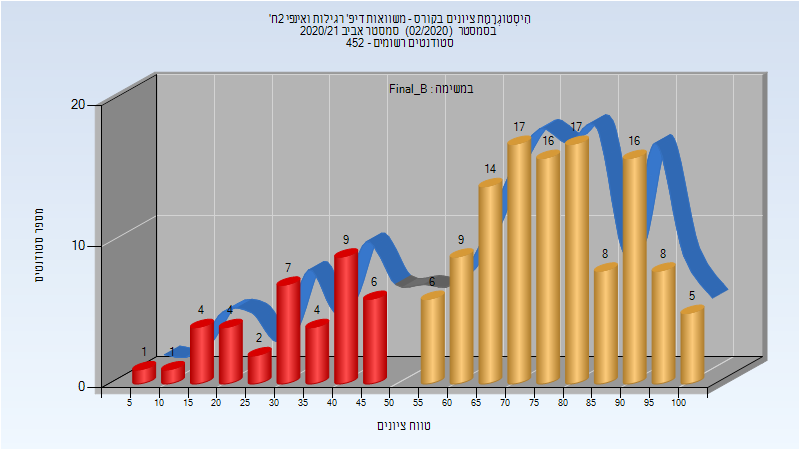 היסטוגרמת ציונים בקורס - משוואות דיפ' רגילות ואינפי 2ח'
בסמסטר (02/2020) סמסטר אביב 2020/21
סטודנטים רשומים - 452
במשימה : Final_B
מספר סטודנטים
20
10
0
1 1 4 4 2 7 4 9 6 6 9 14 17 16 17 8 16 8 5
5 10 15 20 25 30 35 40 45 50 55 60 65 70 75 80 85 90 95 100
טווח ציונים